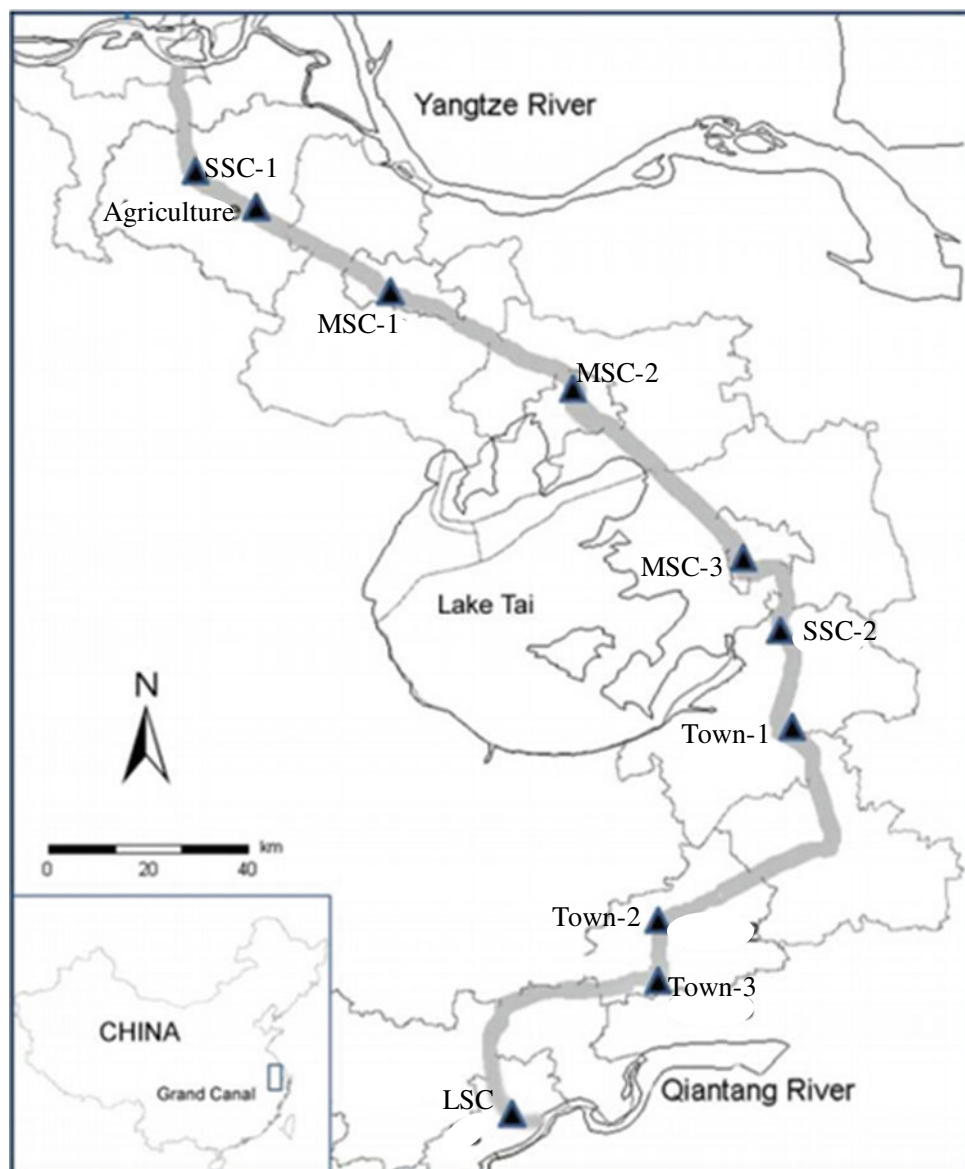 Yangtze River
SSC-1
Agriculture
MSC-1
MSC-2
MSC-3
Lake Tai
SSC-2
N
Town-1
km
0 20 40
Town-2
Town-3
CHINA
Grand Canal
LSC
Qiantang River